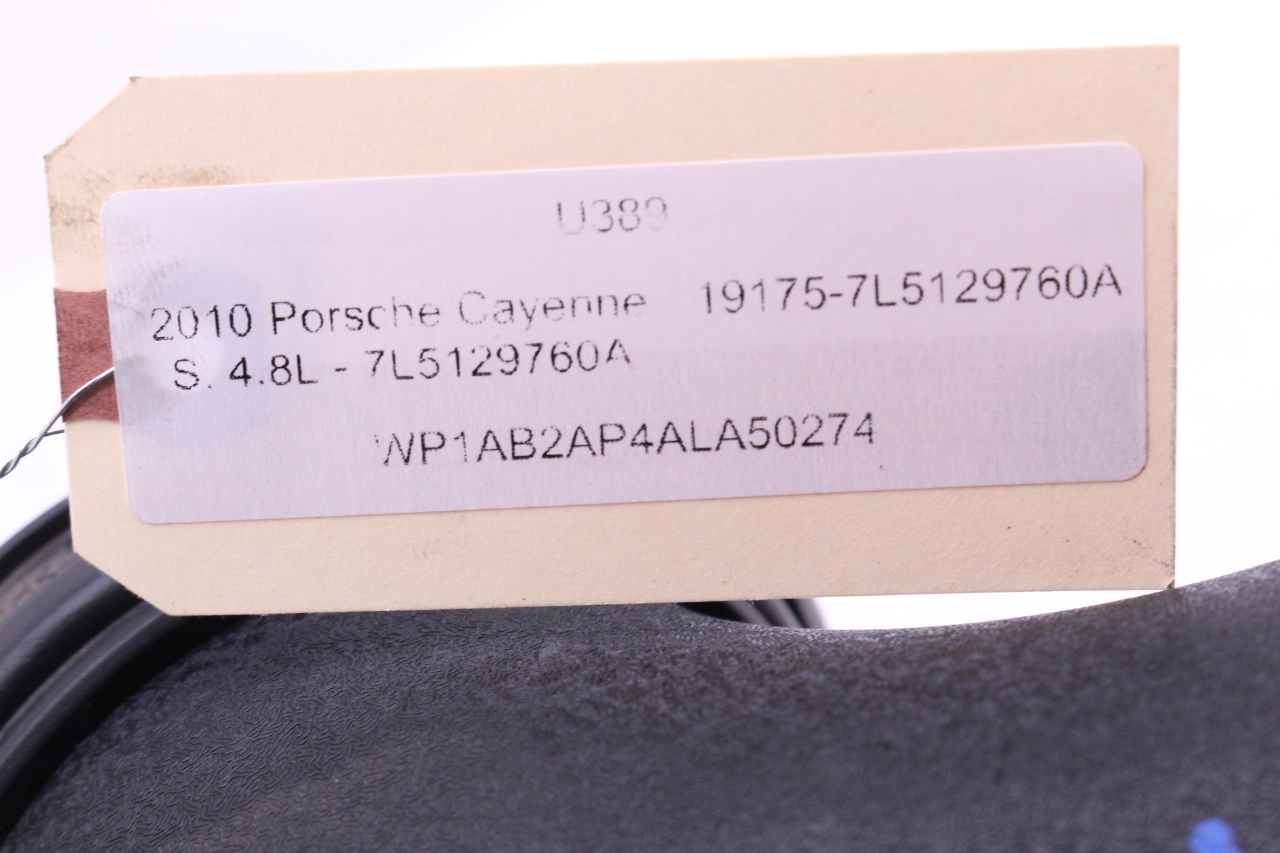 U389
2010 Porsche Cayenne 19175-7L5129760A
S. 4.8L - 7L5129760A
WP1AB2AP4ALA50274